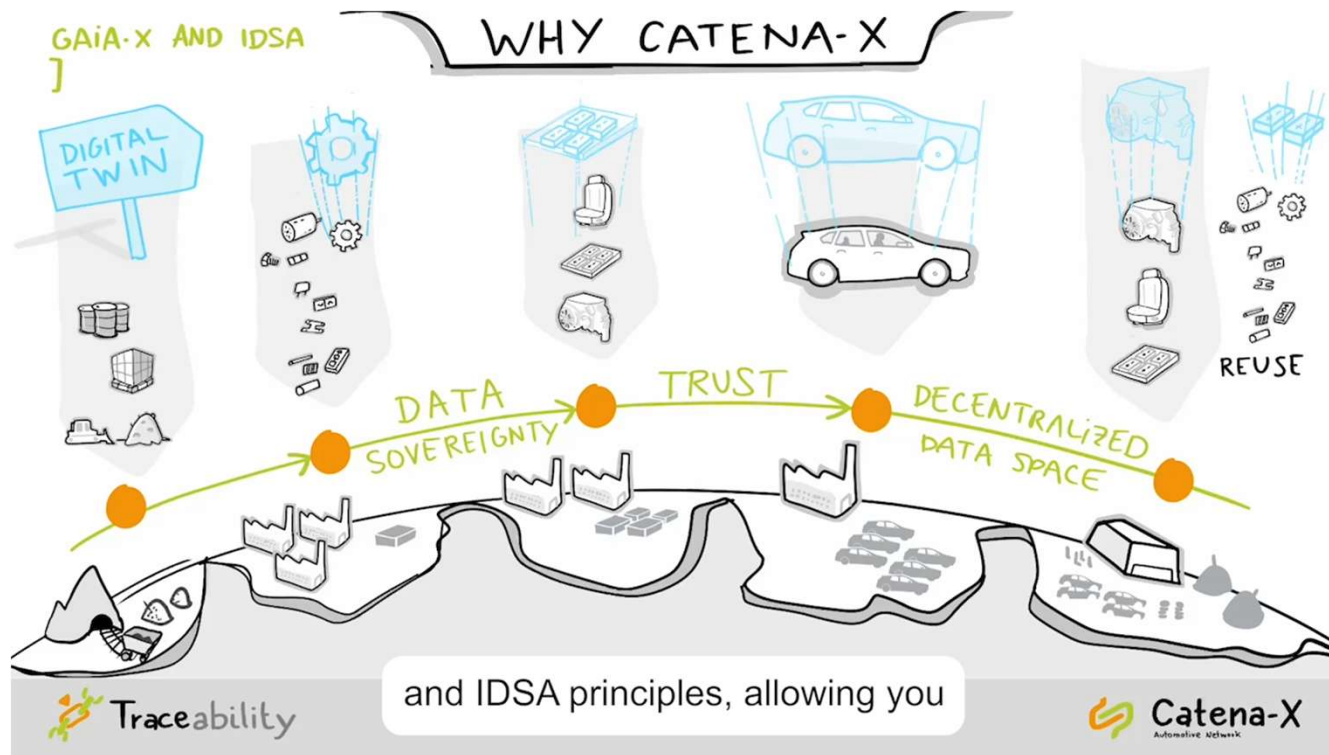 GAiA-X AND IDSA
]
WHY CATENA-X
DIGITAL
TWIN
REUSE
DATA
SOVEREIGNTY
TRUST
DECENTRALiZED
DATA SPACE
and IDSA principles, allowing you
Traceability
Catena-X
Automotive Network